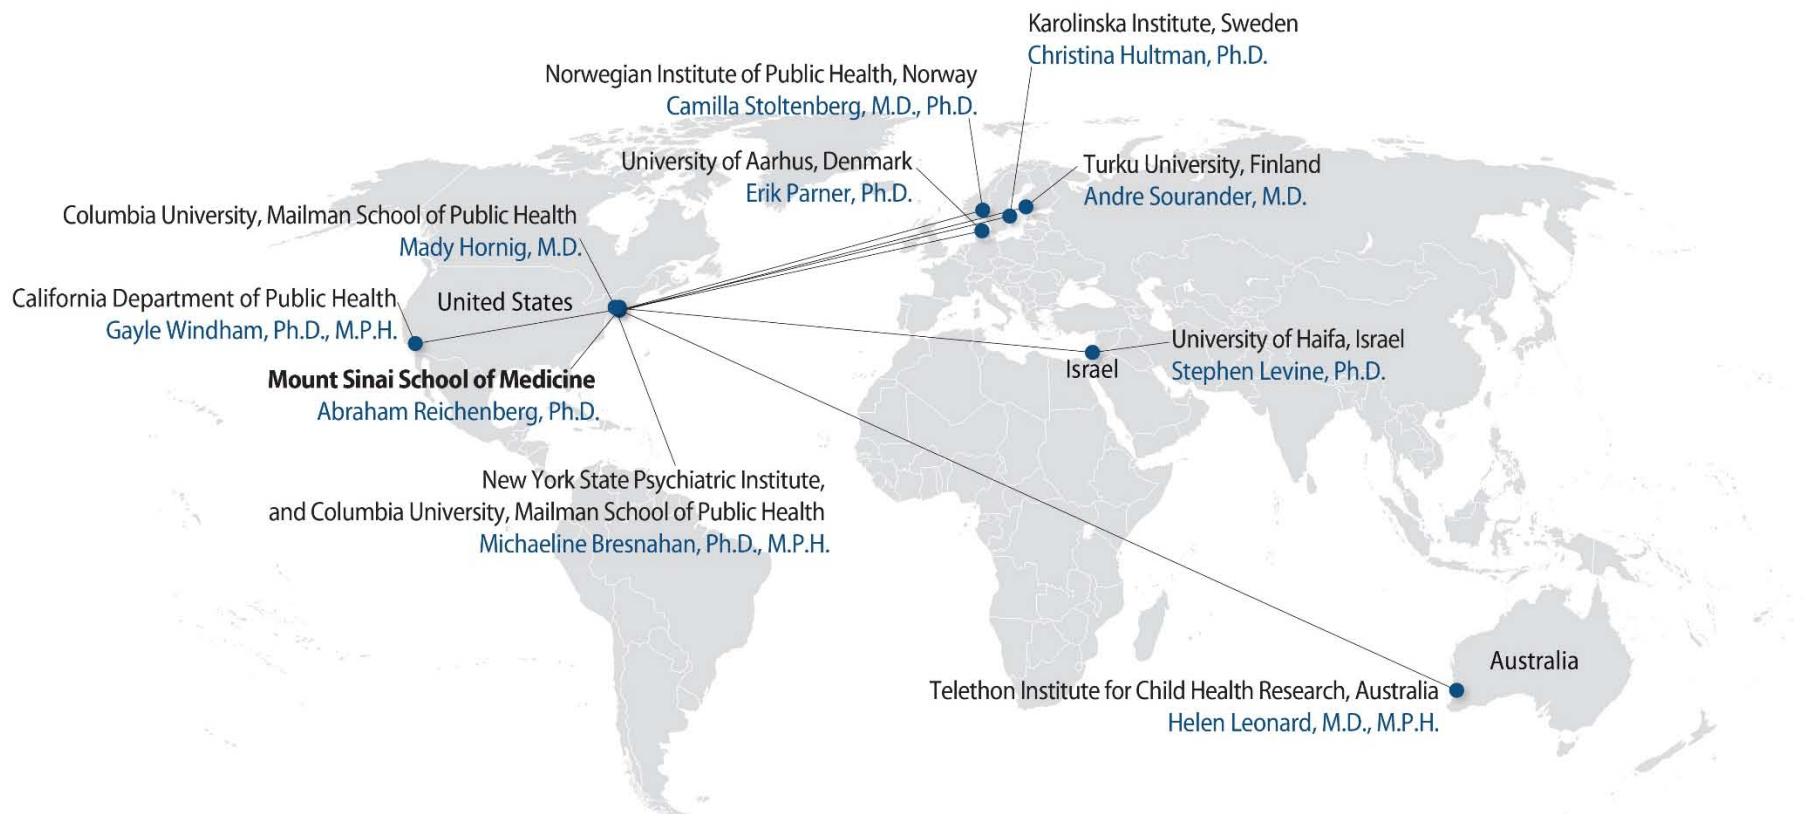 Karolinska Institute, Sweden
Christina Hultman, Ph.D.
Norwegian Institute of Public Health, Norway
Camilla Stoltenberg, M.D., Ph.D.
University of Aarhus, Denmark
Erik Parner, Ph.D.
Turku University, Finland
Andre Sourander, M.D.
Columbia University, Mailman School of Public Health
Mady Hornig, M.D.
California Department of Public Health
Gayle Windham, Ph.D., M.P.H.
United States
Mount Sinai School of Medicine
Abraham Reichenberg, Ph.D.
University of Haifa, Israel
Stephen Levine, Ph.D.
Israel
New York State Psychiatric Institute,
and Columbia University, Mailman School of Public Health
Michaeline Bresnahan, Ph.D., M.P.H.
Australia
Telethon Institute for Child Health Research, Australia
Helen Leonard, M.D., M.P.H.